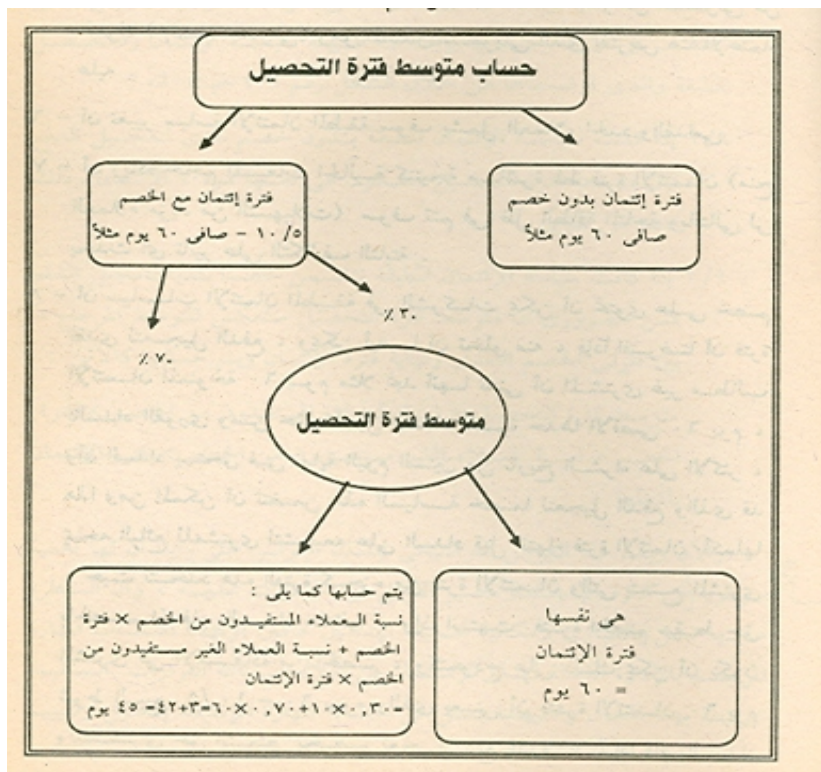 حساب متوسط فترة التحصيل
فترة إئتمان بدون خصم
صافى ٦٠ يوم مثلاً
فترة إئتمان مع الخصم
١٠/٥ – صافى ٦٠ يوم مثلاً
٣٠ ٪
٧٠ ٪
متوسط فترة التحصيل
هى نفسها
فترة الإئتمان
= ٦٠ يوم
يتم حسابها كما يلى :
نسبة العملاء المستفيدون من الخصم × فترة
الخصم + نسبة العملاء الغير مستفيدون من
الخصم × فترة الإئتمان
=٣٠, ×١٠+٧٠, ×٦٠=٣+٤٢= ٤٥ يوم